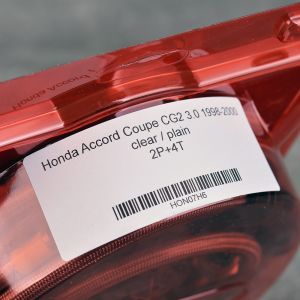 Honda Accord Coupe CG2 3.0 1998-2000
clear / plain
2P+4T
HON07H6